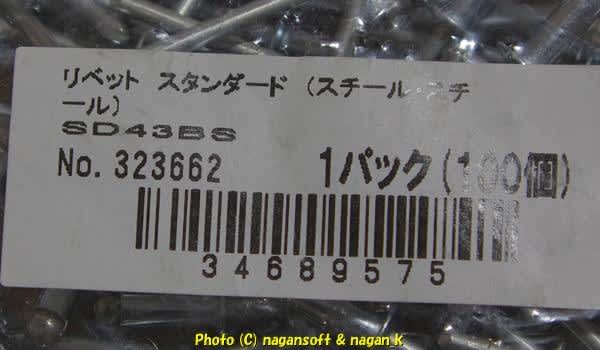 リベット スタンダード (スチール スチ
ール)
SD43BS
No. 323662 1パック(100個)
34689575
Photo (C) nagansoft & nagan K